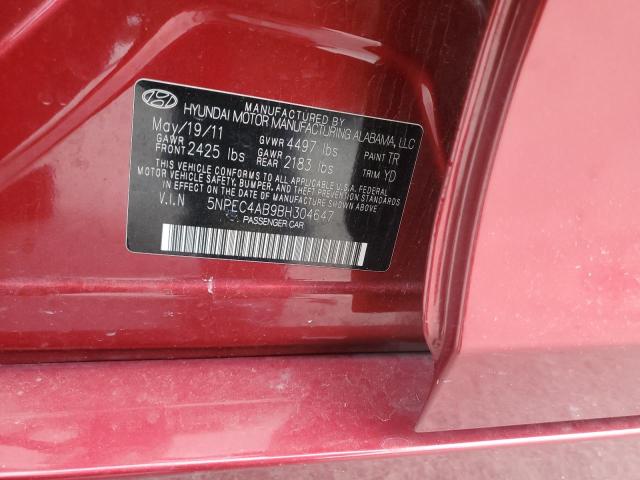 MANUFACTURED BY
HYUNDAI MOTOR MANUFACTURING ALABAMA, LLC
May/19/11 GVWR 4497 lbs PAINT TR
GAWR FRONT 2425 lbs GAWR REAR 2183 lbs TRIM YD
THIS VEHICLE CONFORMS TO ALL APPLICABLE U.S.A. FEDERAL
MOTOR VEHICLE SAFETY, BUMPER, AND THEFT PREVENTION STANDARDS
IN EFFECT ON THE DATE OF MANUFACTURE SHOWN ABOVE.
V.I.N 5NPEC4AB9BH304647
PASSENGER CAR